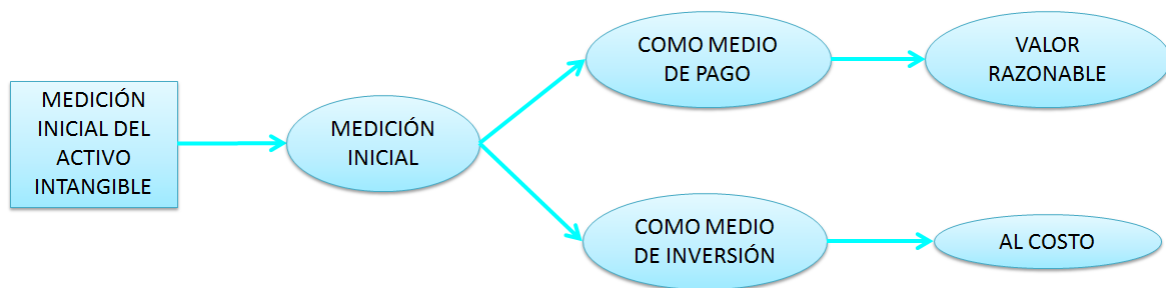 MEDICIÓN
INICIAL DEL
ACTIVO
INTANGIBLE
MEDICIÓN
INICIAL
COMO MEDIO
DE PAGO
VALOR
RAZONABLE
COMO MEDIO
DE INVERSIÓN
AL COSTO